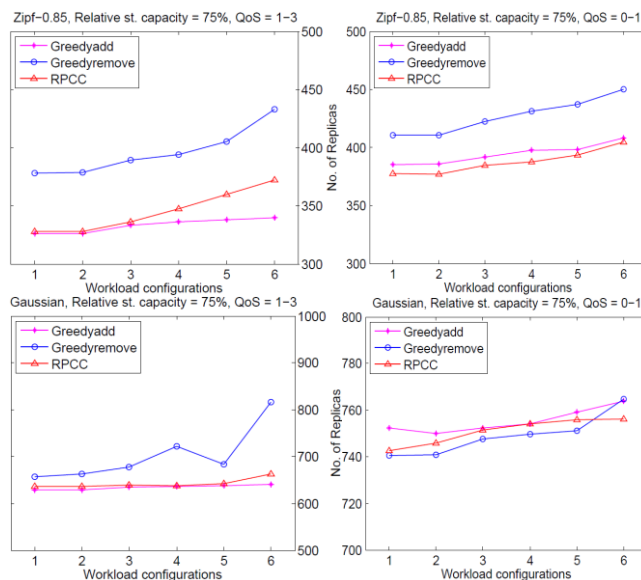 Zipf-0.85, Relative st. capacity = 75%, QoS = 1-3
Greedyadd
Greedyremove
RPCC
500
450
400
350
300
1 2 3 4 5 6
Workload configurations
Zipf-0.85, Relative st. capacity = 75%, QoS = 0-1
No. of Replicas
Greedyadd
Greedyremove
RPCC
500
450
400
350
300
1 2 3 4 5 6
Workload configurations
Gaussian, Relative st. capacity = 75%, QoS = 1-3
Greedyadd
Greedyremove
RPCC
1000
900
800
700
600
500
1 2 3 4 5 6
Workload configurations
Gaussian, Relative st. capacity = 75%, QoS = 0-1
No. of Replicas
Greedyadd
Greedyremove
RPCC
800
780
760
740
720
700
1 2 3 4 5 6
Workload configurations